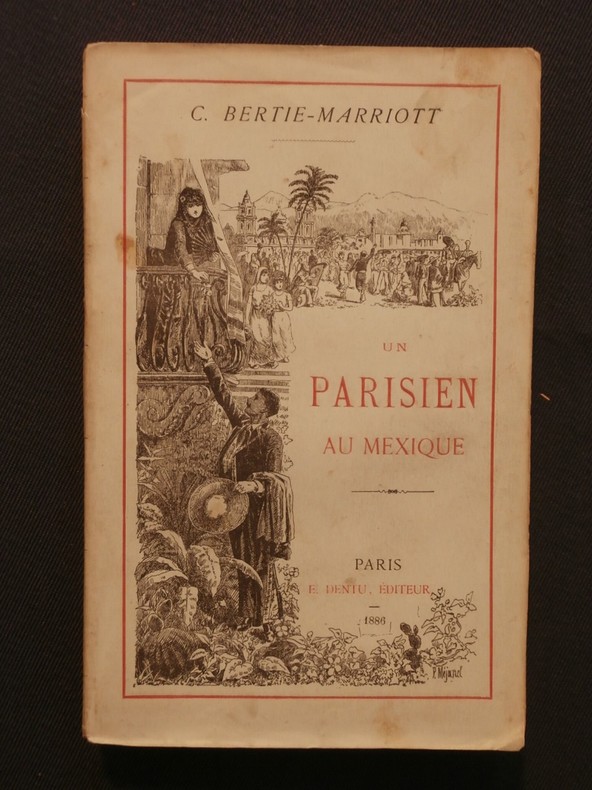 C. BERTIE-MARRIOTT
UN
PARISIEN
AU MEXIQUE
PARIS
E. DENTU, ÉDITEUR
1886